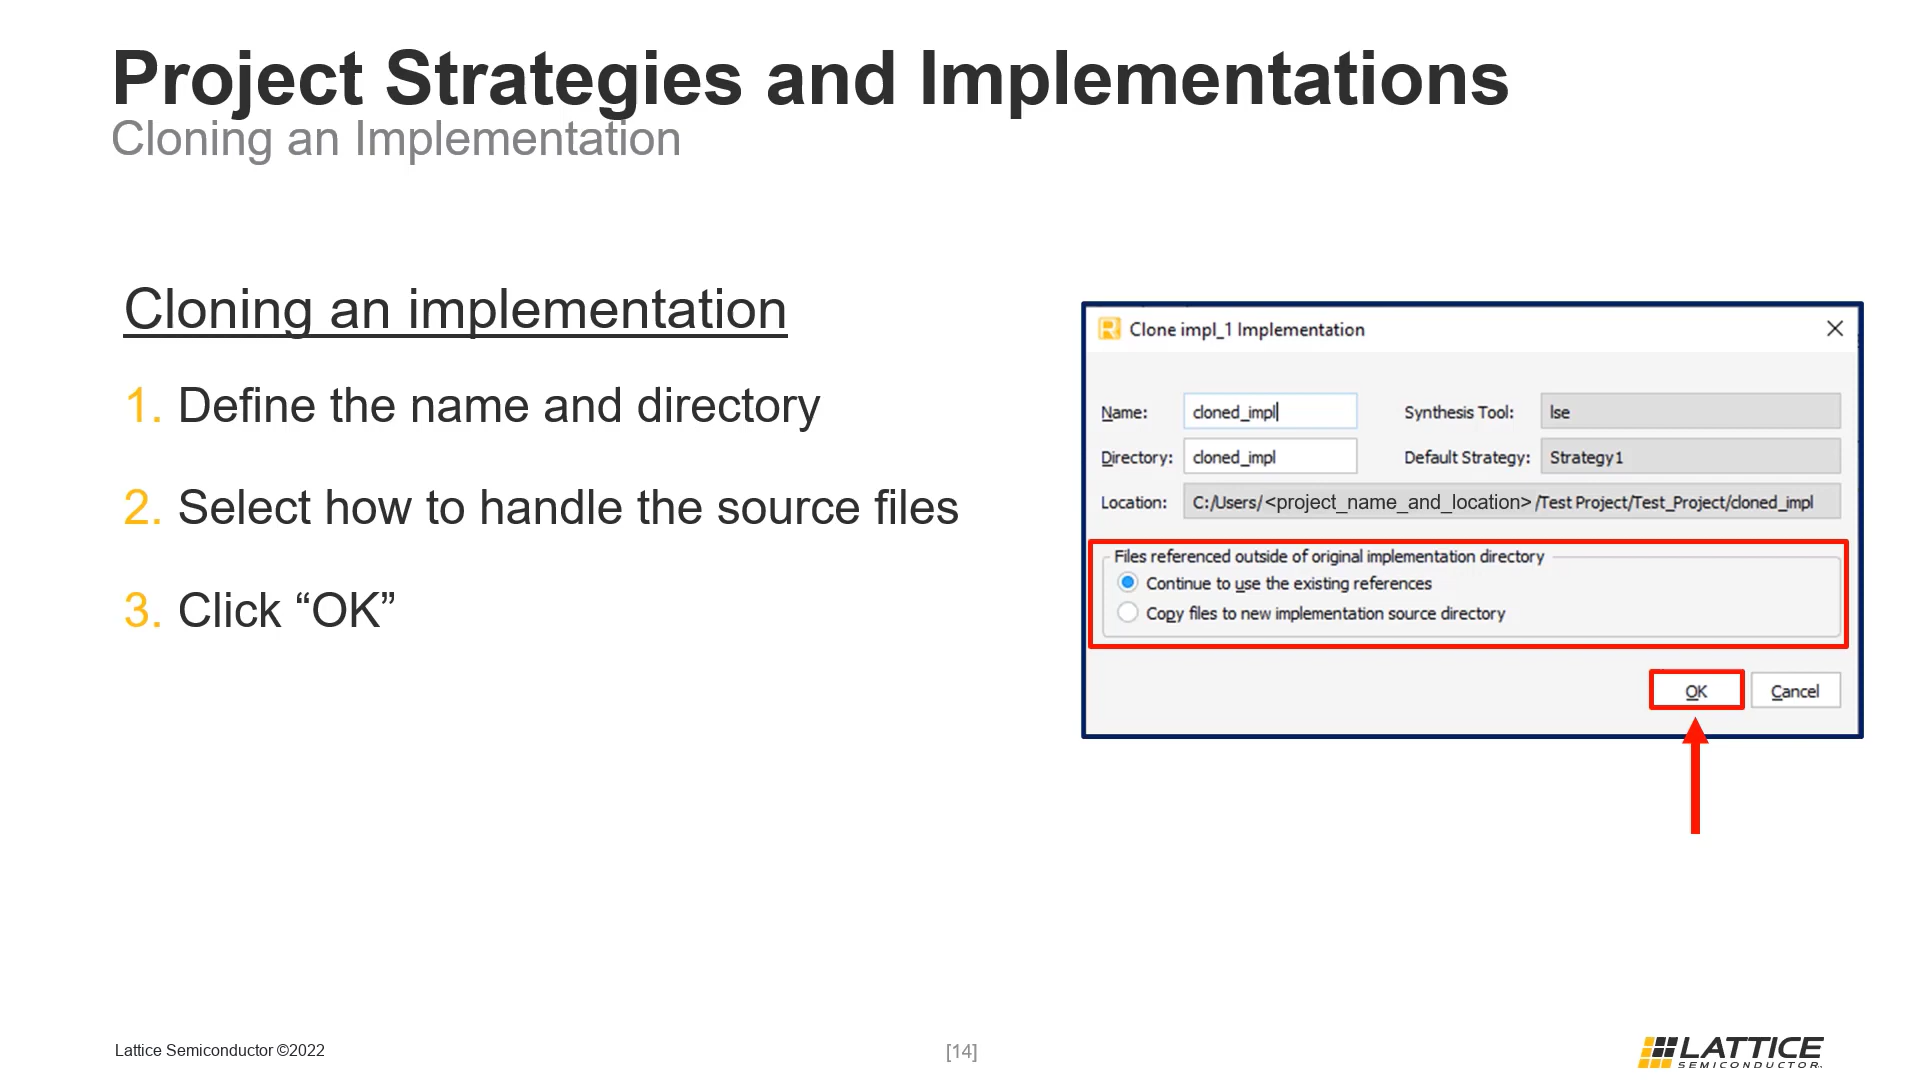 Project Strategies and Implementations
Cloning an Implementation
Cloning an implementation
1. Define the name and directory
2. Select how to handle the source files
3. Click “OK”
Clone impl_1 Implementation
Name: cloned_impl Synthesis Tool: lse
Directory: cloned_impl Default Strategy: Strategy1
Location: C:/Users/<project_name_and_location>/Test Project/Test_Project/cloned_impl
Files referenced outside of original implementation directory
Continue to use the existing references
Copy files to new implementation source directory
OK Cancel
Lattice Semiconductor ©2022
[14]
LATTICE
SEMICONDUCTOR